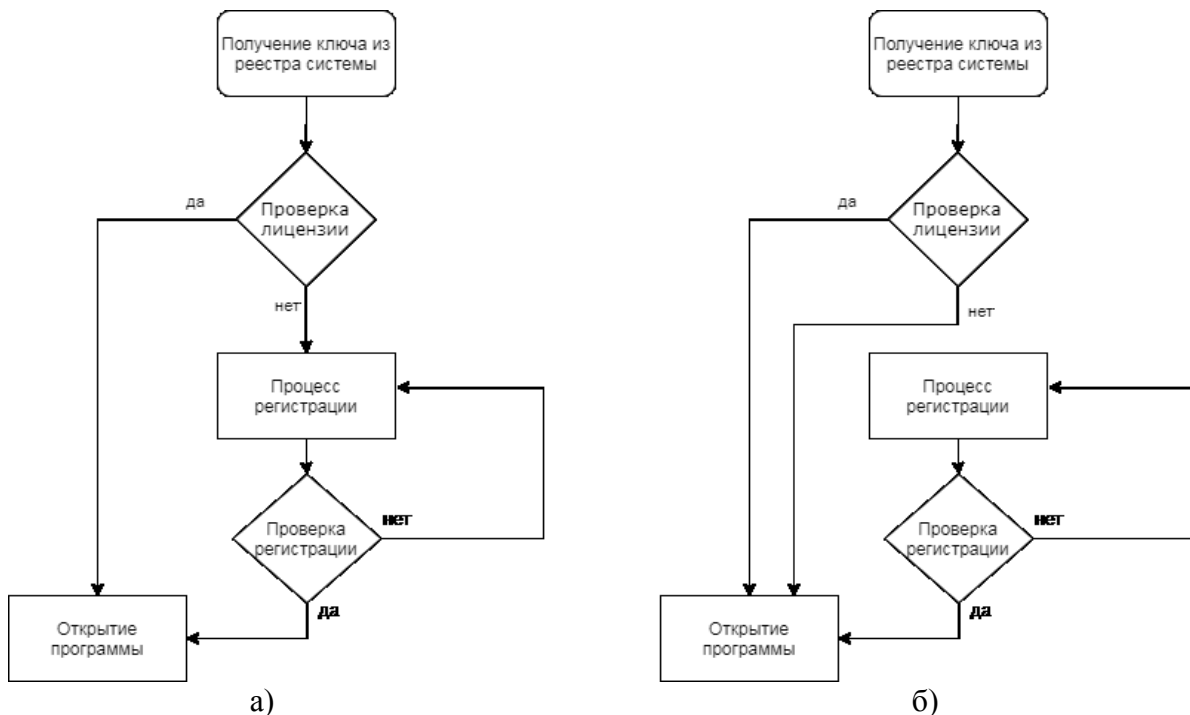 Получение ключа из
реестра системы
да
Проверка
лицензии
нет
Процесс
регистрации
Проверка
регистрации
нет
да
Открытие
программы
а)
Получение ключа из
реестра системы
да
Проверка
лицензии
нет
Процесс
регистрации
Проверка
регистрации
нет
да
Открытие
программы
б)